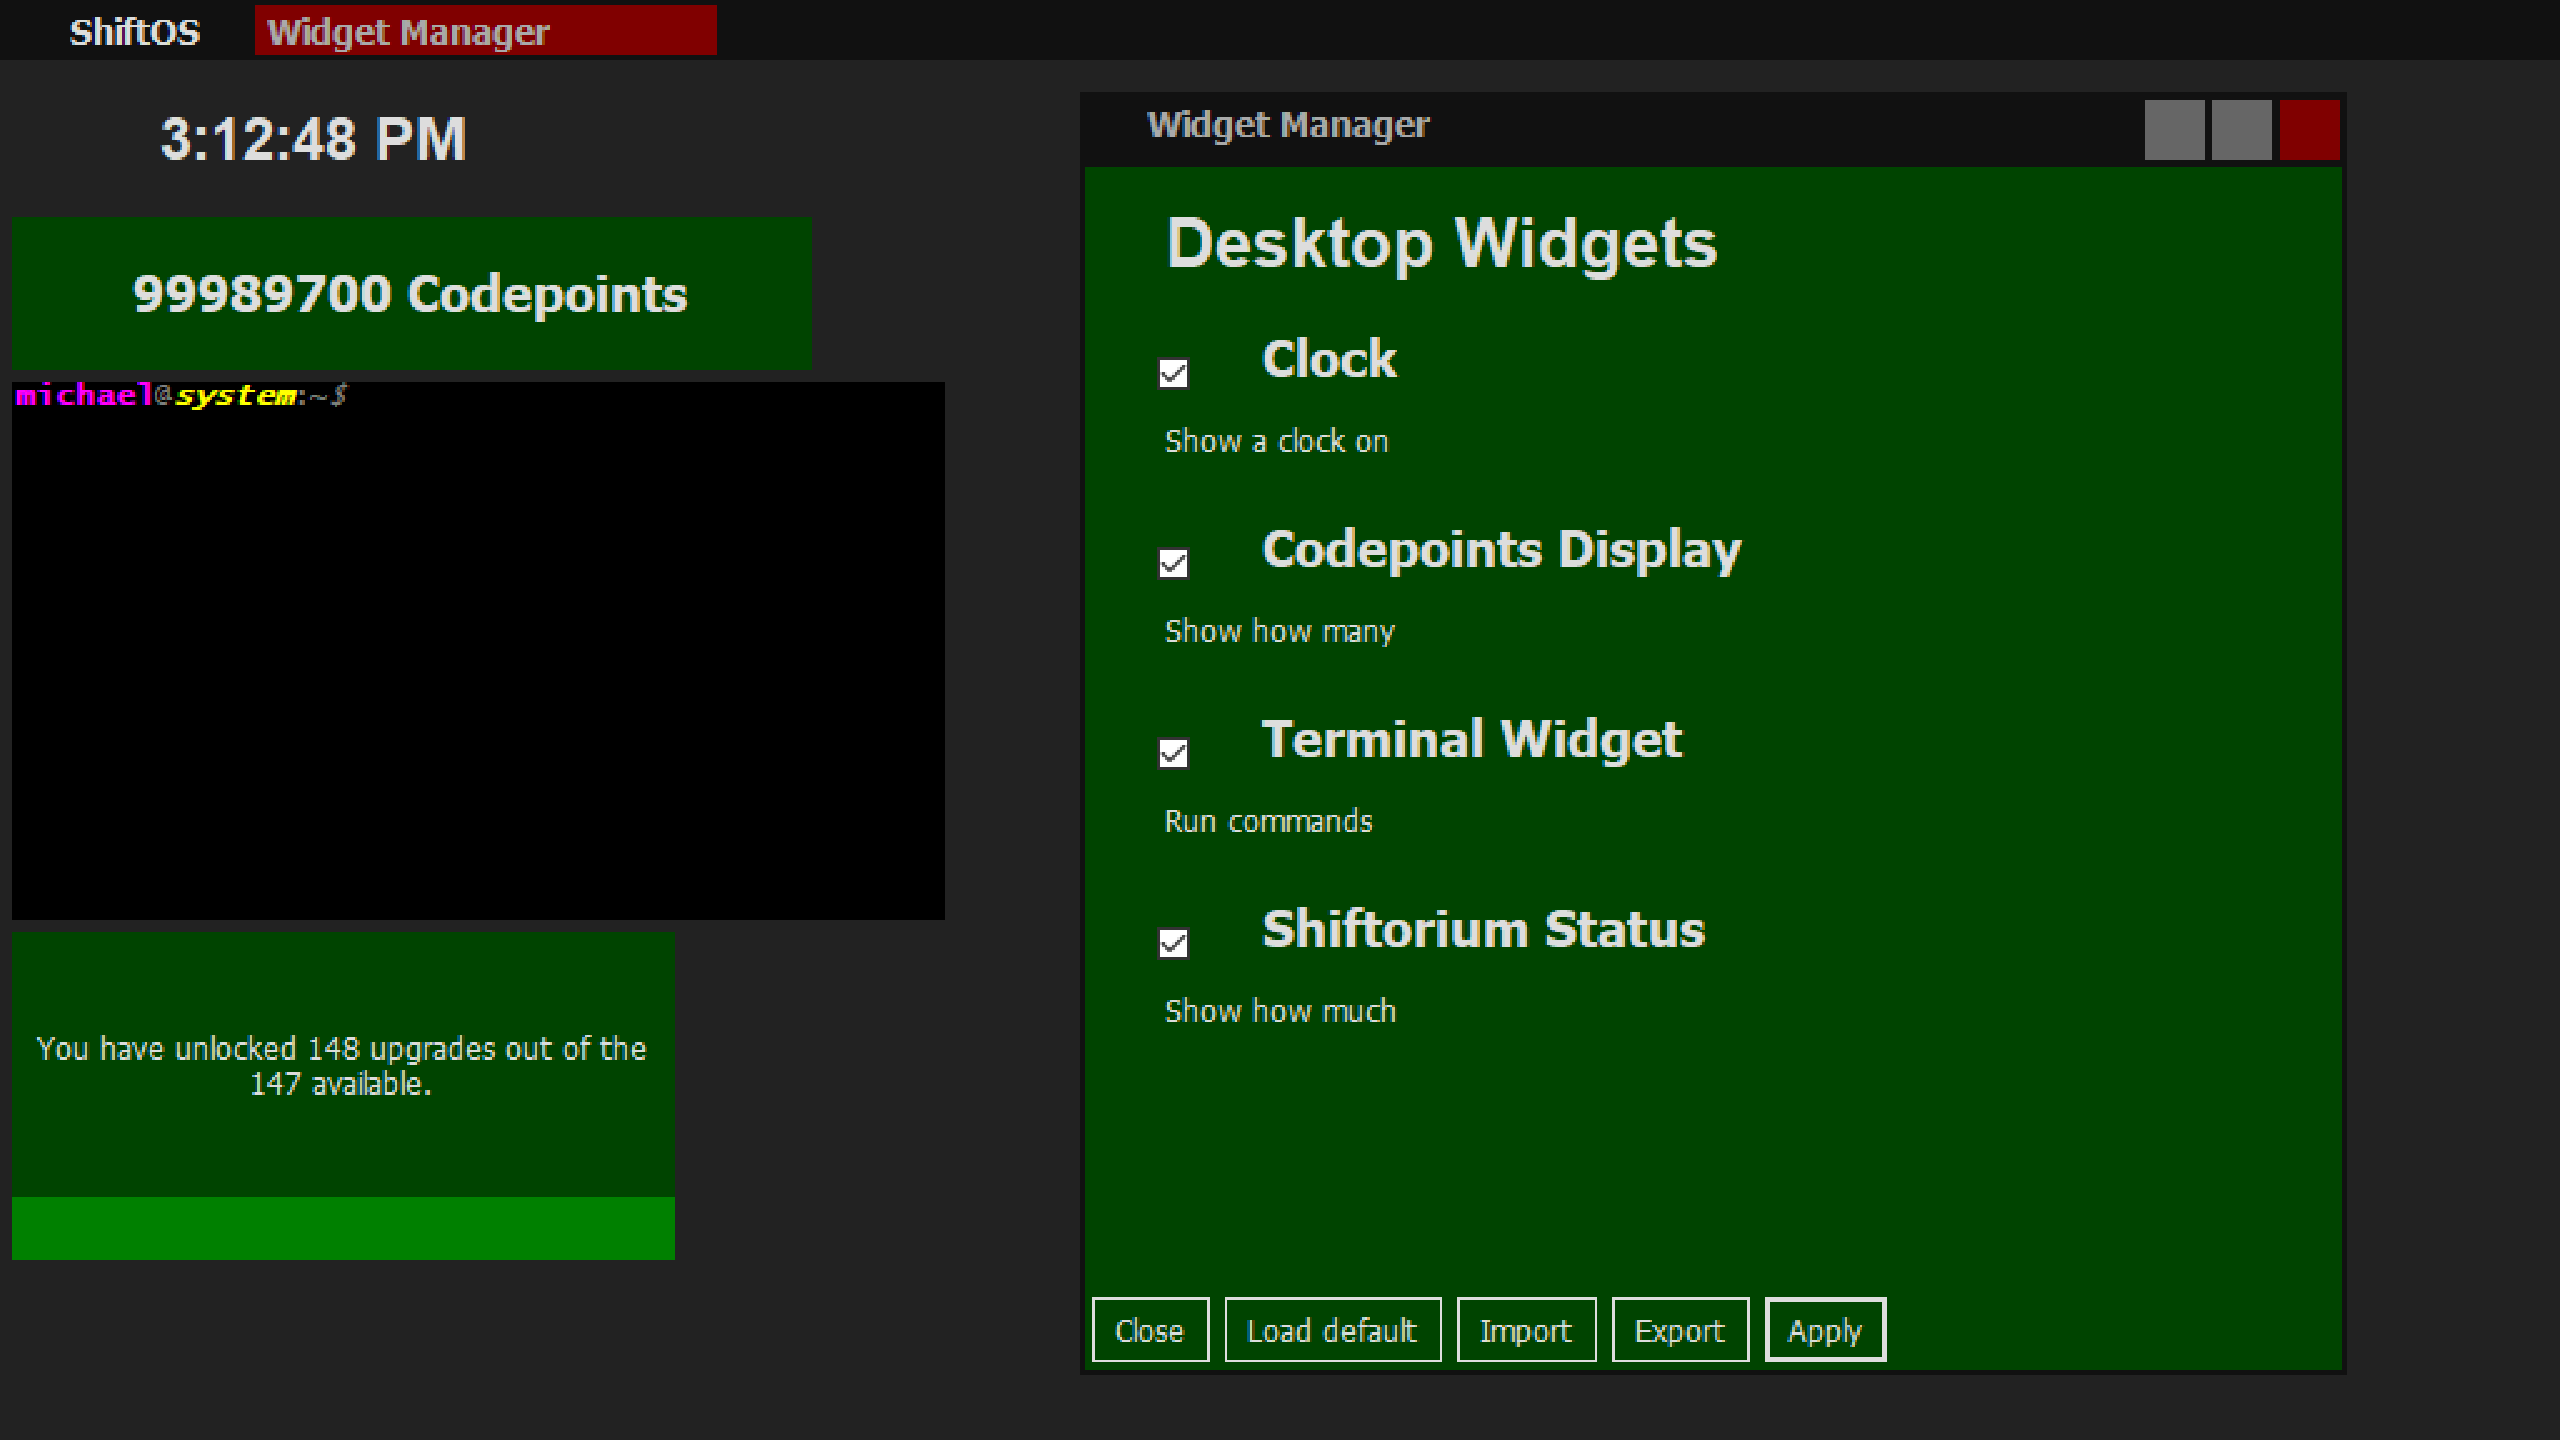 ShiftOS
Widget Manager
3:12:48 PM
99989700 Codepoints
michael@system:~$
You have unlocked 148 upgrades out of the
147 available.
Widget Manager
Desktop Widgets
Clock
Show a clock on
Codepoints Display
Show how many
Terminal Widget
Run commands
Shiftorium Status
Show how much
Close
Load default
Import
Export
Apply